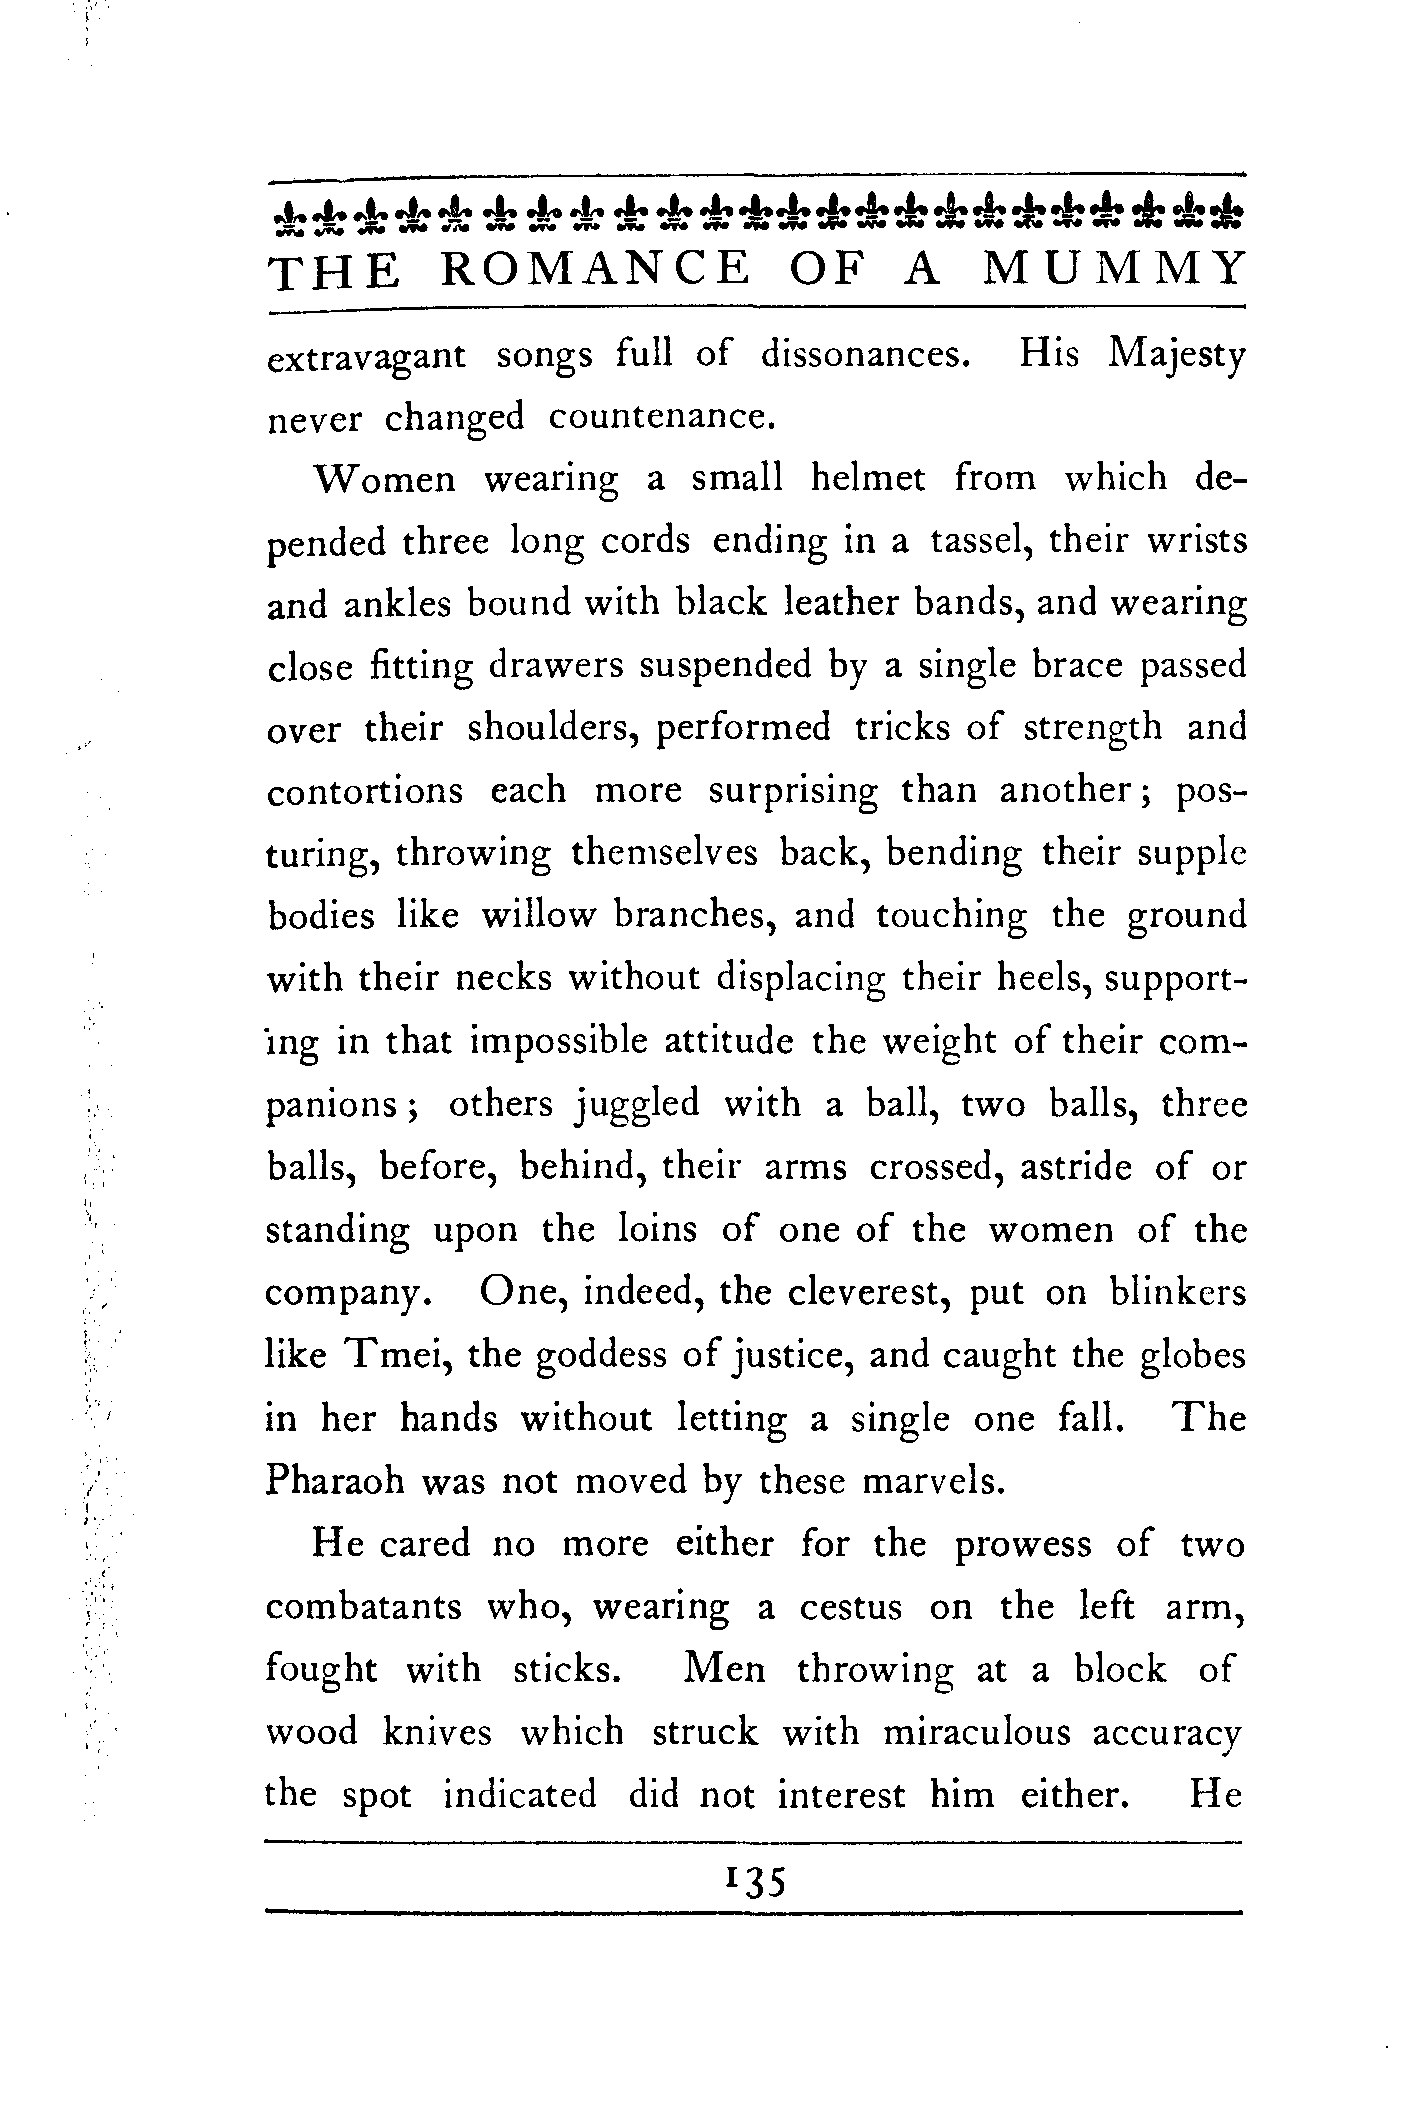 THE ROMANCE OF A MUMMY
extravagant songs full of dissonances. His Majesty
never changed countenance.
Women wearing a small helmet from which de-
pended three long cords ending in a tassel, their wrists
and ankles bound with black leather bands, and wearing
close fitting drawers suspended by a single brace passed
over their shoulders, performed tricks of strength and
contortions each more surprising than another; pos-
turing, throwing themselves back, bending their supple
bodies like willow branches, and touching the ground
with their necks without displacing their heels, support-
ing in that impossible attitude the weight of their com-
panions; others juggled with a ball, two balls, three
balls, before, behind, their arms crossed, astride of or
standing upon the loins of one of the women of the
company. One, indeed, the cleverest, put on blinkers
like Tmei, the goddess of justice, and caught the globes
in her hands without letting a single one fall. The
Pharaoh was not moved by these marvels.
He cared no more either for the prowess of two
combatants who, wearing a cestus on the left arm,
fought with sticks. Men throwing at a block of
wood knives which struck with miraculous accuracy
the spot indicated did not interest him either. He
135